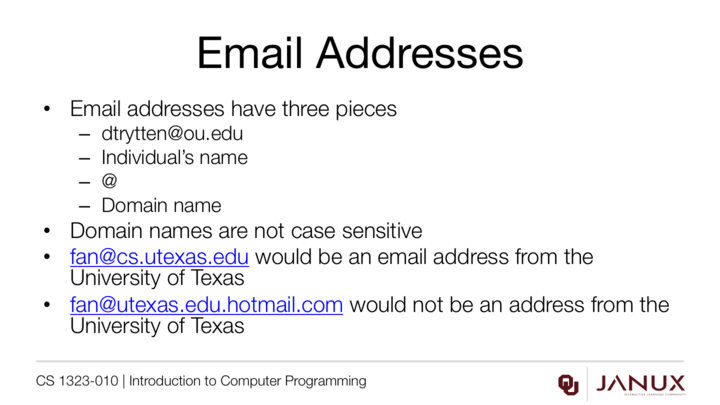 Email Addresses
• Email addresses have three pieces
– dtrytten@ou.edu
– Individual's name
– @
– Domain name
• Domain names are not case sensitive
• fan@cs.utexas.edu would be an email address from the
University of Texas
• fan@utexas.edu.hotmail.com would not be an address from the
University of Texas
CS 1323-010 | Introduction to Computer Programming
JANUX
INTERACTIVE LEARNING COMMUNITY